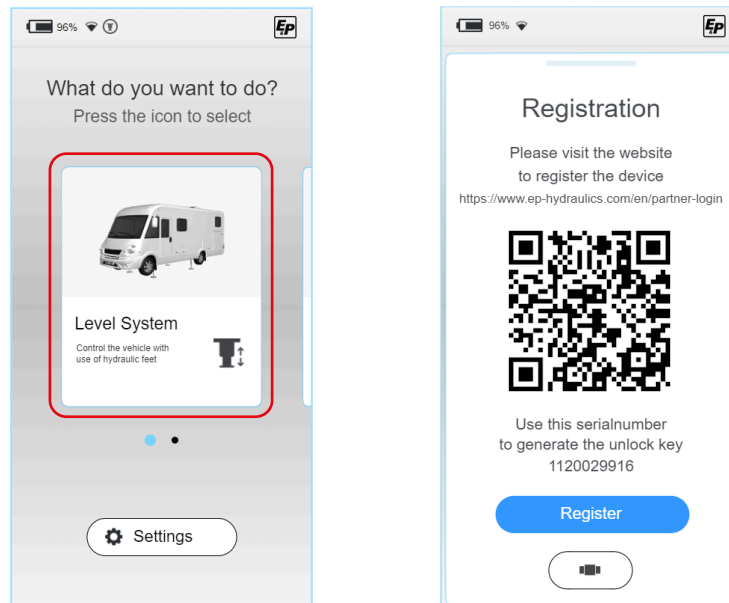 96%
EP
What do you want to do?
Press the icon to select
Level System
Control the vehicle with
use of hydraulic feet
Settings
96%
EP
Registration
Please visit the website
to register the device
https://www.ep-hydraulics.com/en/partner-login
Use this serialnumber
to generate the unlock key
1120029916
Register